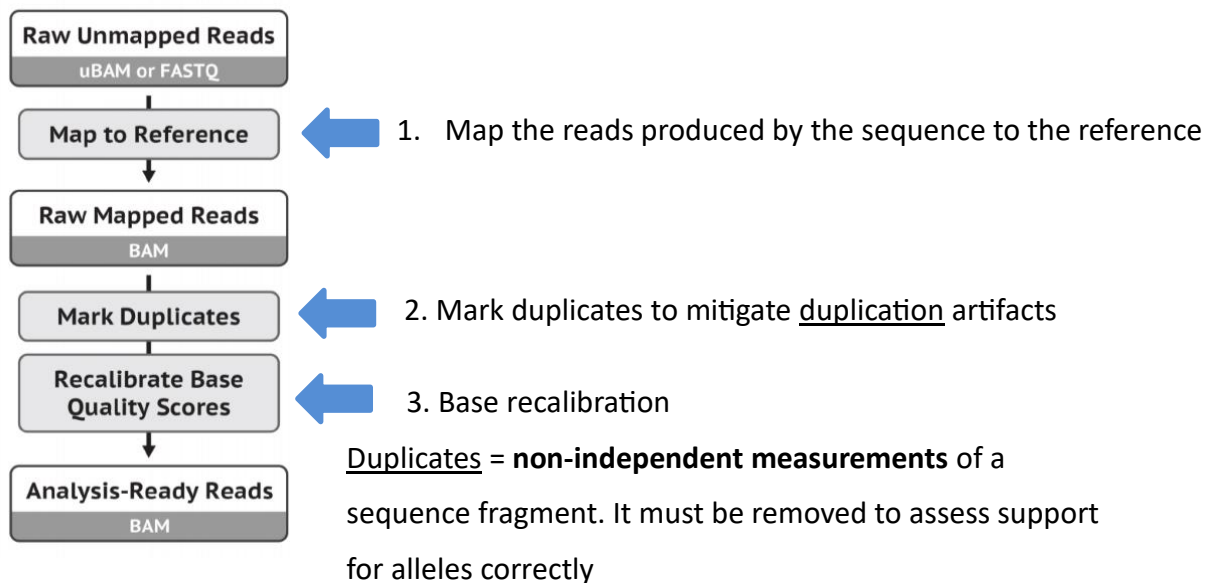 Raw Unmapped Reads
uBAM or FASTQ
Map to Reference
1. Map the reads produced by the sequence to the reference
Raw Mapped Reads
BAM
Mark Duplicates
2. Mark duplicates to mitigate duplication artifacts
Recalibrate Base
Quality Scores
3. Base recalibration
Analysis-Ready Reads
BAM
Duplicates = non-independent measurements of a
sequence fragment. It must be removed to assess support
for alleles correctly